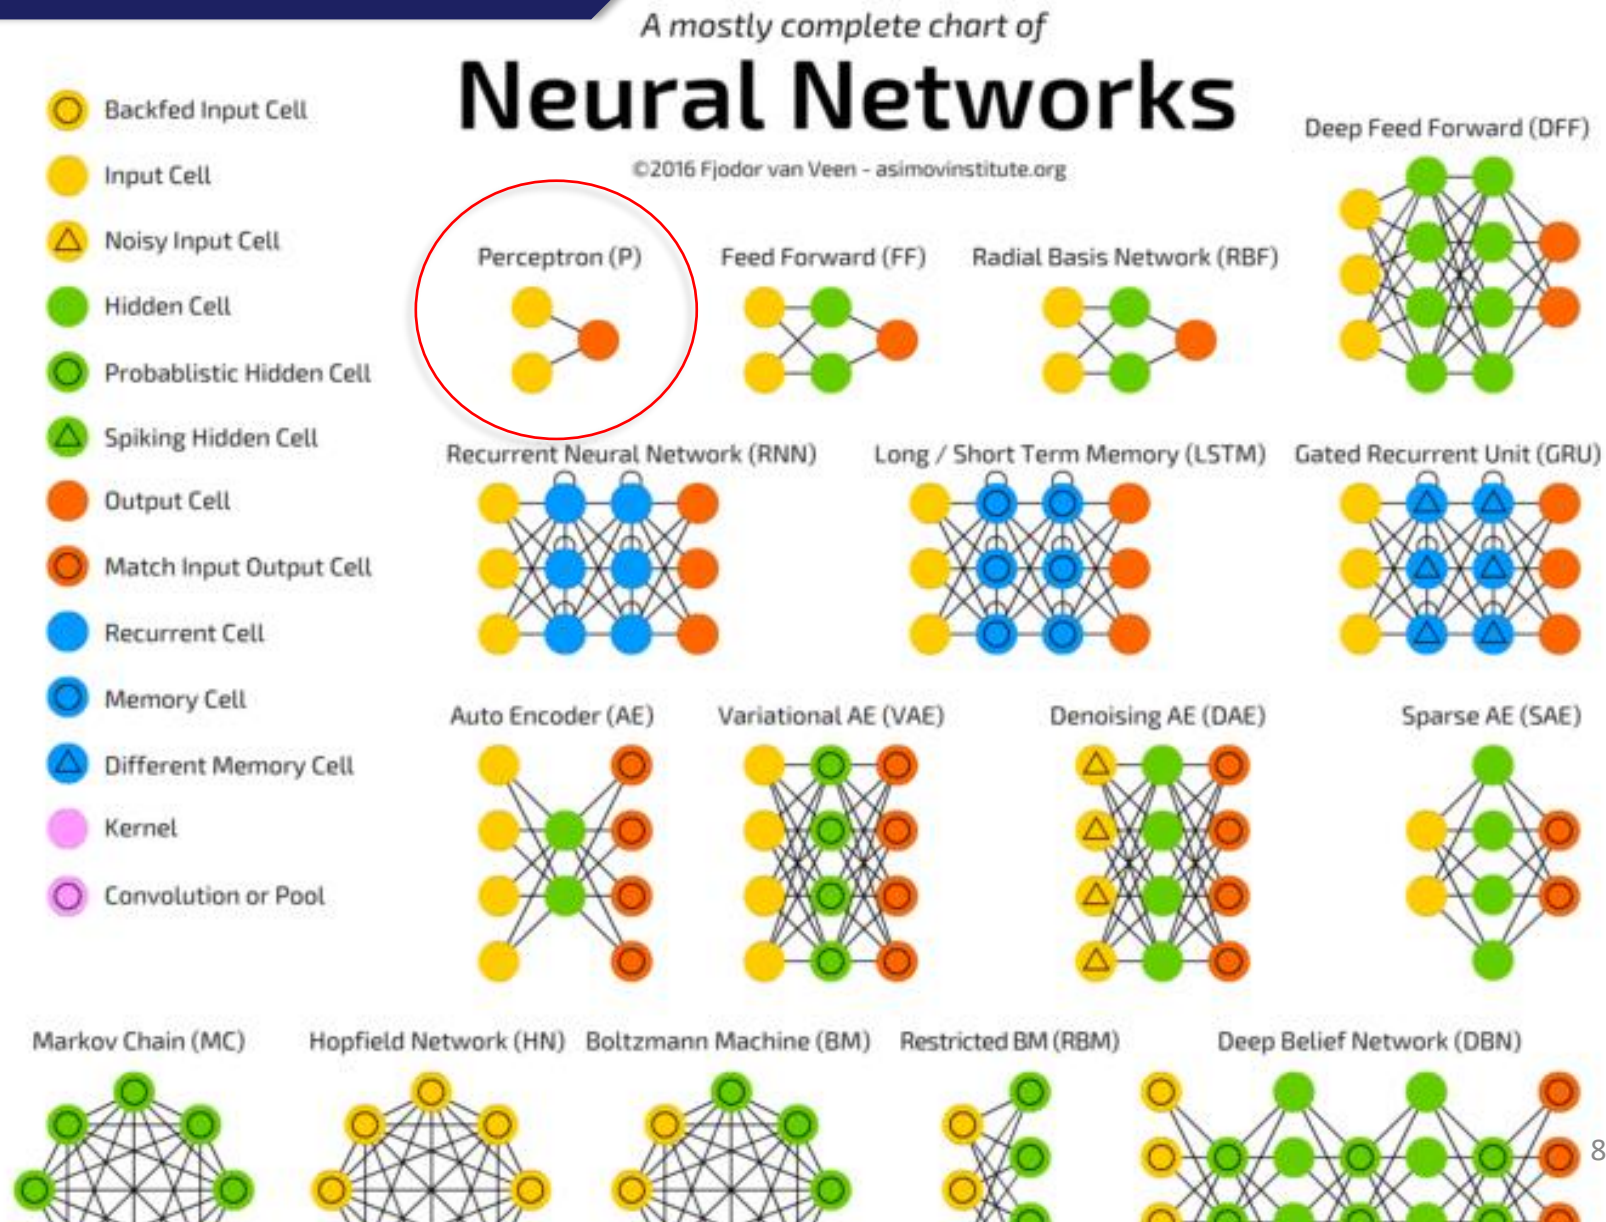 A mostly complete chart of
Neural Networks
©2016 Fjodor van Veen - asimovinstitute.org
Backfed Input Cell
Input Cell
Noisy Input Cell
Hidden Cell
Probablistic Hidden Cell
Spiking Hidden Cell
Output Cell
Match Input Output Cell
Recurrent Cell
Memory Cell
Different Memory Cell
Kernel
Convolution or Pool
Deep Feed Forward (DFF)
Perceptron (P)
Feed Forward (FF)
Radial Basis Network (RBF)
Recurrent Neural Network (RNN)
Long / Short Term Memory (LSTM)
Gated Recurrent Unit (GRU)
Auto Encoder (AE)
Variational AE (VAE)
Denoising AE (DAE)
Sparse AE (SAE)
Markov Chain (MC)
Hopfield Network (HN)
Boltzmann Machine (BM)
Restricted BM (RBM)
Deep Belief Network (DBN)
8